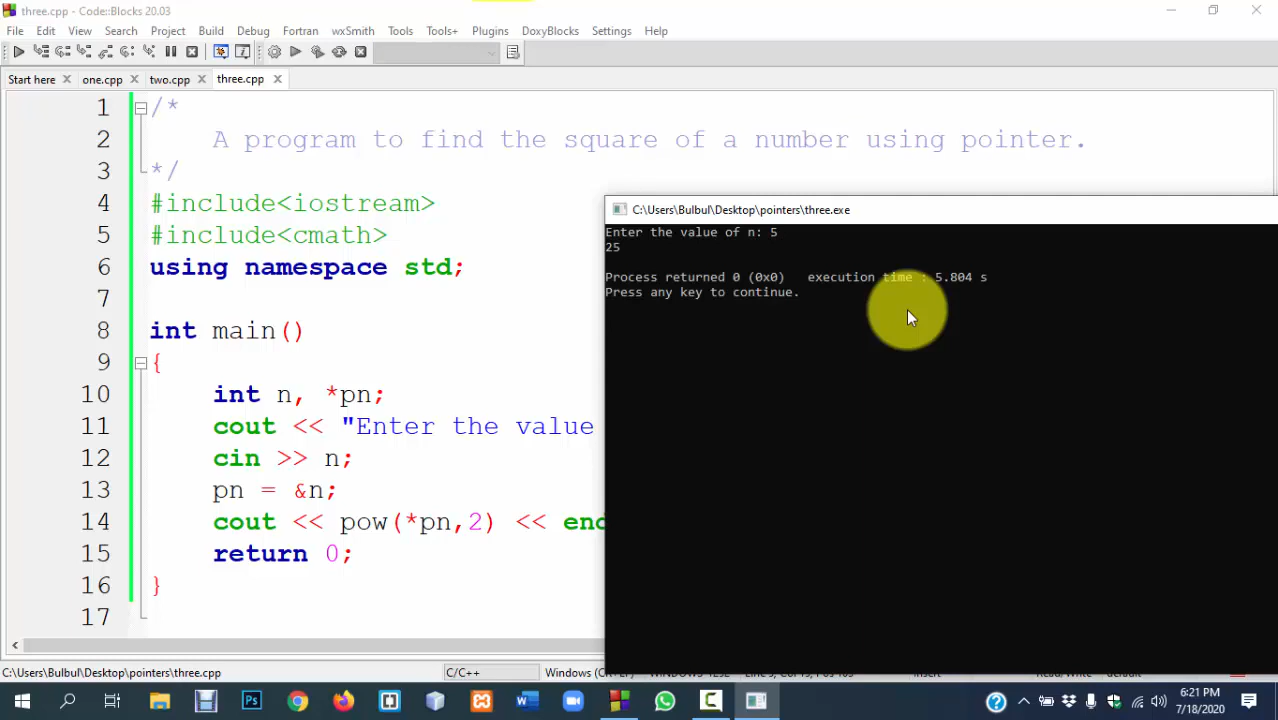 three.cpp - Code::Blocks 20.03
File Edit View Search Project Build Debug Fortran wxSmith Tools Tools+ Plugins DoxyBlocks Settings Help
Start here three.cpp one.cpp two.cpp
1 /*
2 A program to find the square of a number using pointer.
3 */
4 #include<iostream>
5 #include<cmath>
6 using namespace std;
7
8 int main()
9 {
10 int n, *pn;
11 cout << "Enter the value
12 cin >> n;
13 pn = &n;
14 cout << pow(*pn,2) << end
15 return 0;
16 }
17
C:\Users\Bulbul\Desktop\pointers\three.exe
Enter the value of n: 5
25
Process returned 0 (0x0) execution time : 5.804 s
Press any key to continue.
C:\Users\Bulbul\Desktop\pointers\three.cpp C/C++ Windows
6:21 PM
7/18/2020